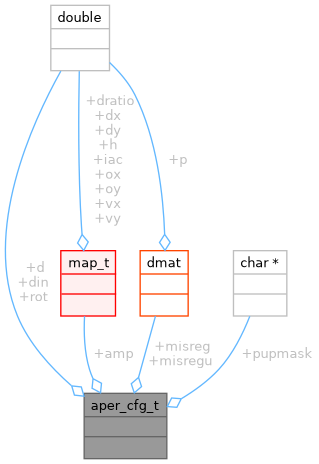 double
+dratio
+dx
+dy
+h
+iac
+ox
+oy
+vx
+vy
+p
map_t
dmat
char *
+d
+din
+rot
+amp
+misreg
+misregu
+pupmask
aper_cfg_t